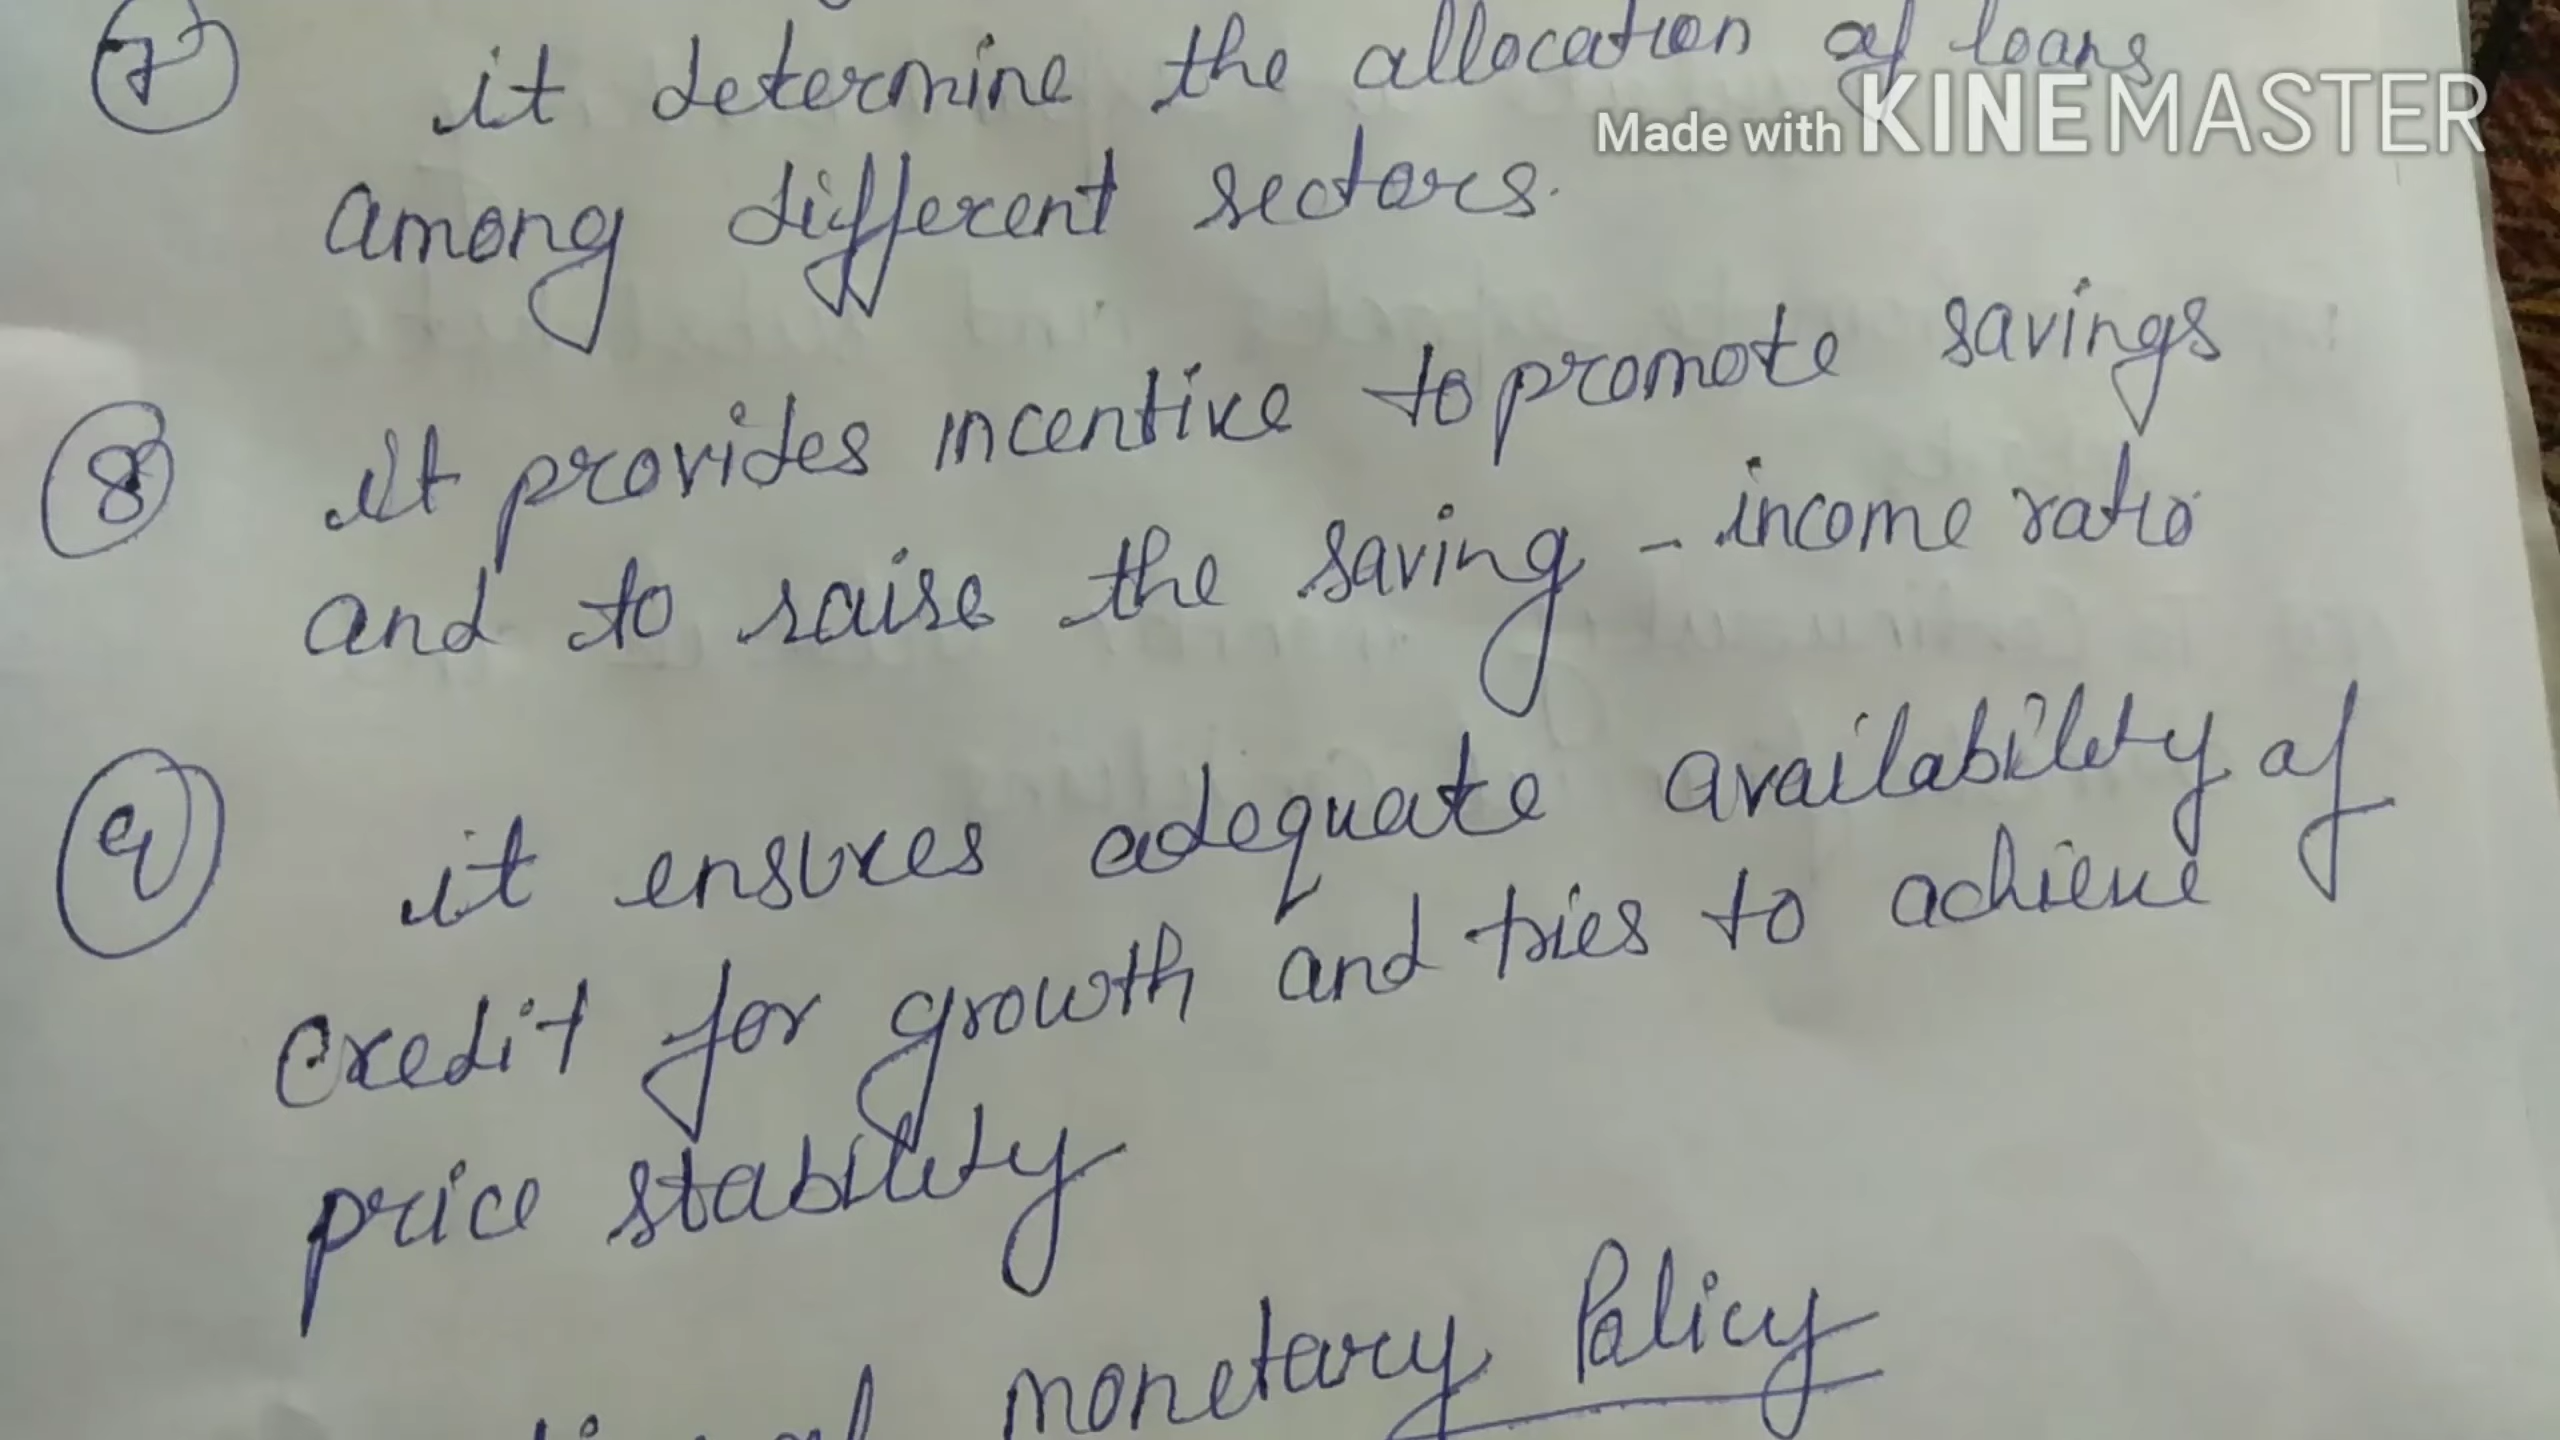 7 it determine the allocation of loans
Made with KINEMASTER
among different sectors.
8 it provides incentive to promote savings
and to raise the saving - income ratio
9 it ensures adequate availability of
credit for growth and tries to achieve
price stability
of monetary Policy